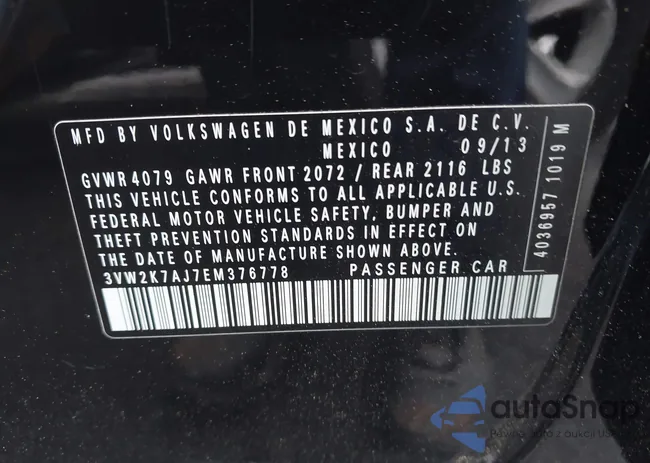 MFD BY VOLKSWAGEN DE MEXICO S.A. DE C.V.
MEXICO 09/13
GVWR 4079 GAWR FRONT 2072 / REAR 2116 LBS
THIS VEHICLE CONFORMS TO ALL APPLICABLE U.S.
FEDERAL MOTOR VEHICLE SAFETY, BUMPER AND
THEFT PREVENTION STANDARDS IN EFFECT ON
THE DATE OF MANUFACTURE SHOWN ABOVE.
3VW2K7AJ7EM376778 PASSENGER CAR
4036957 1019 M
autoSnap